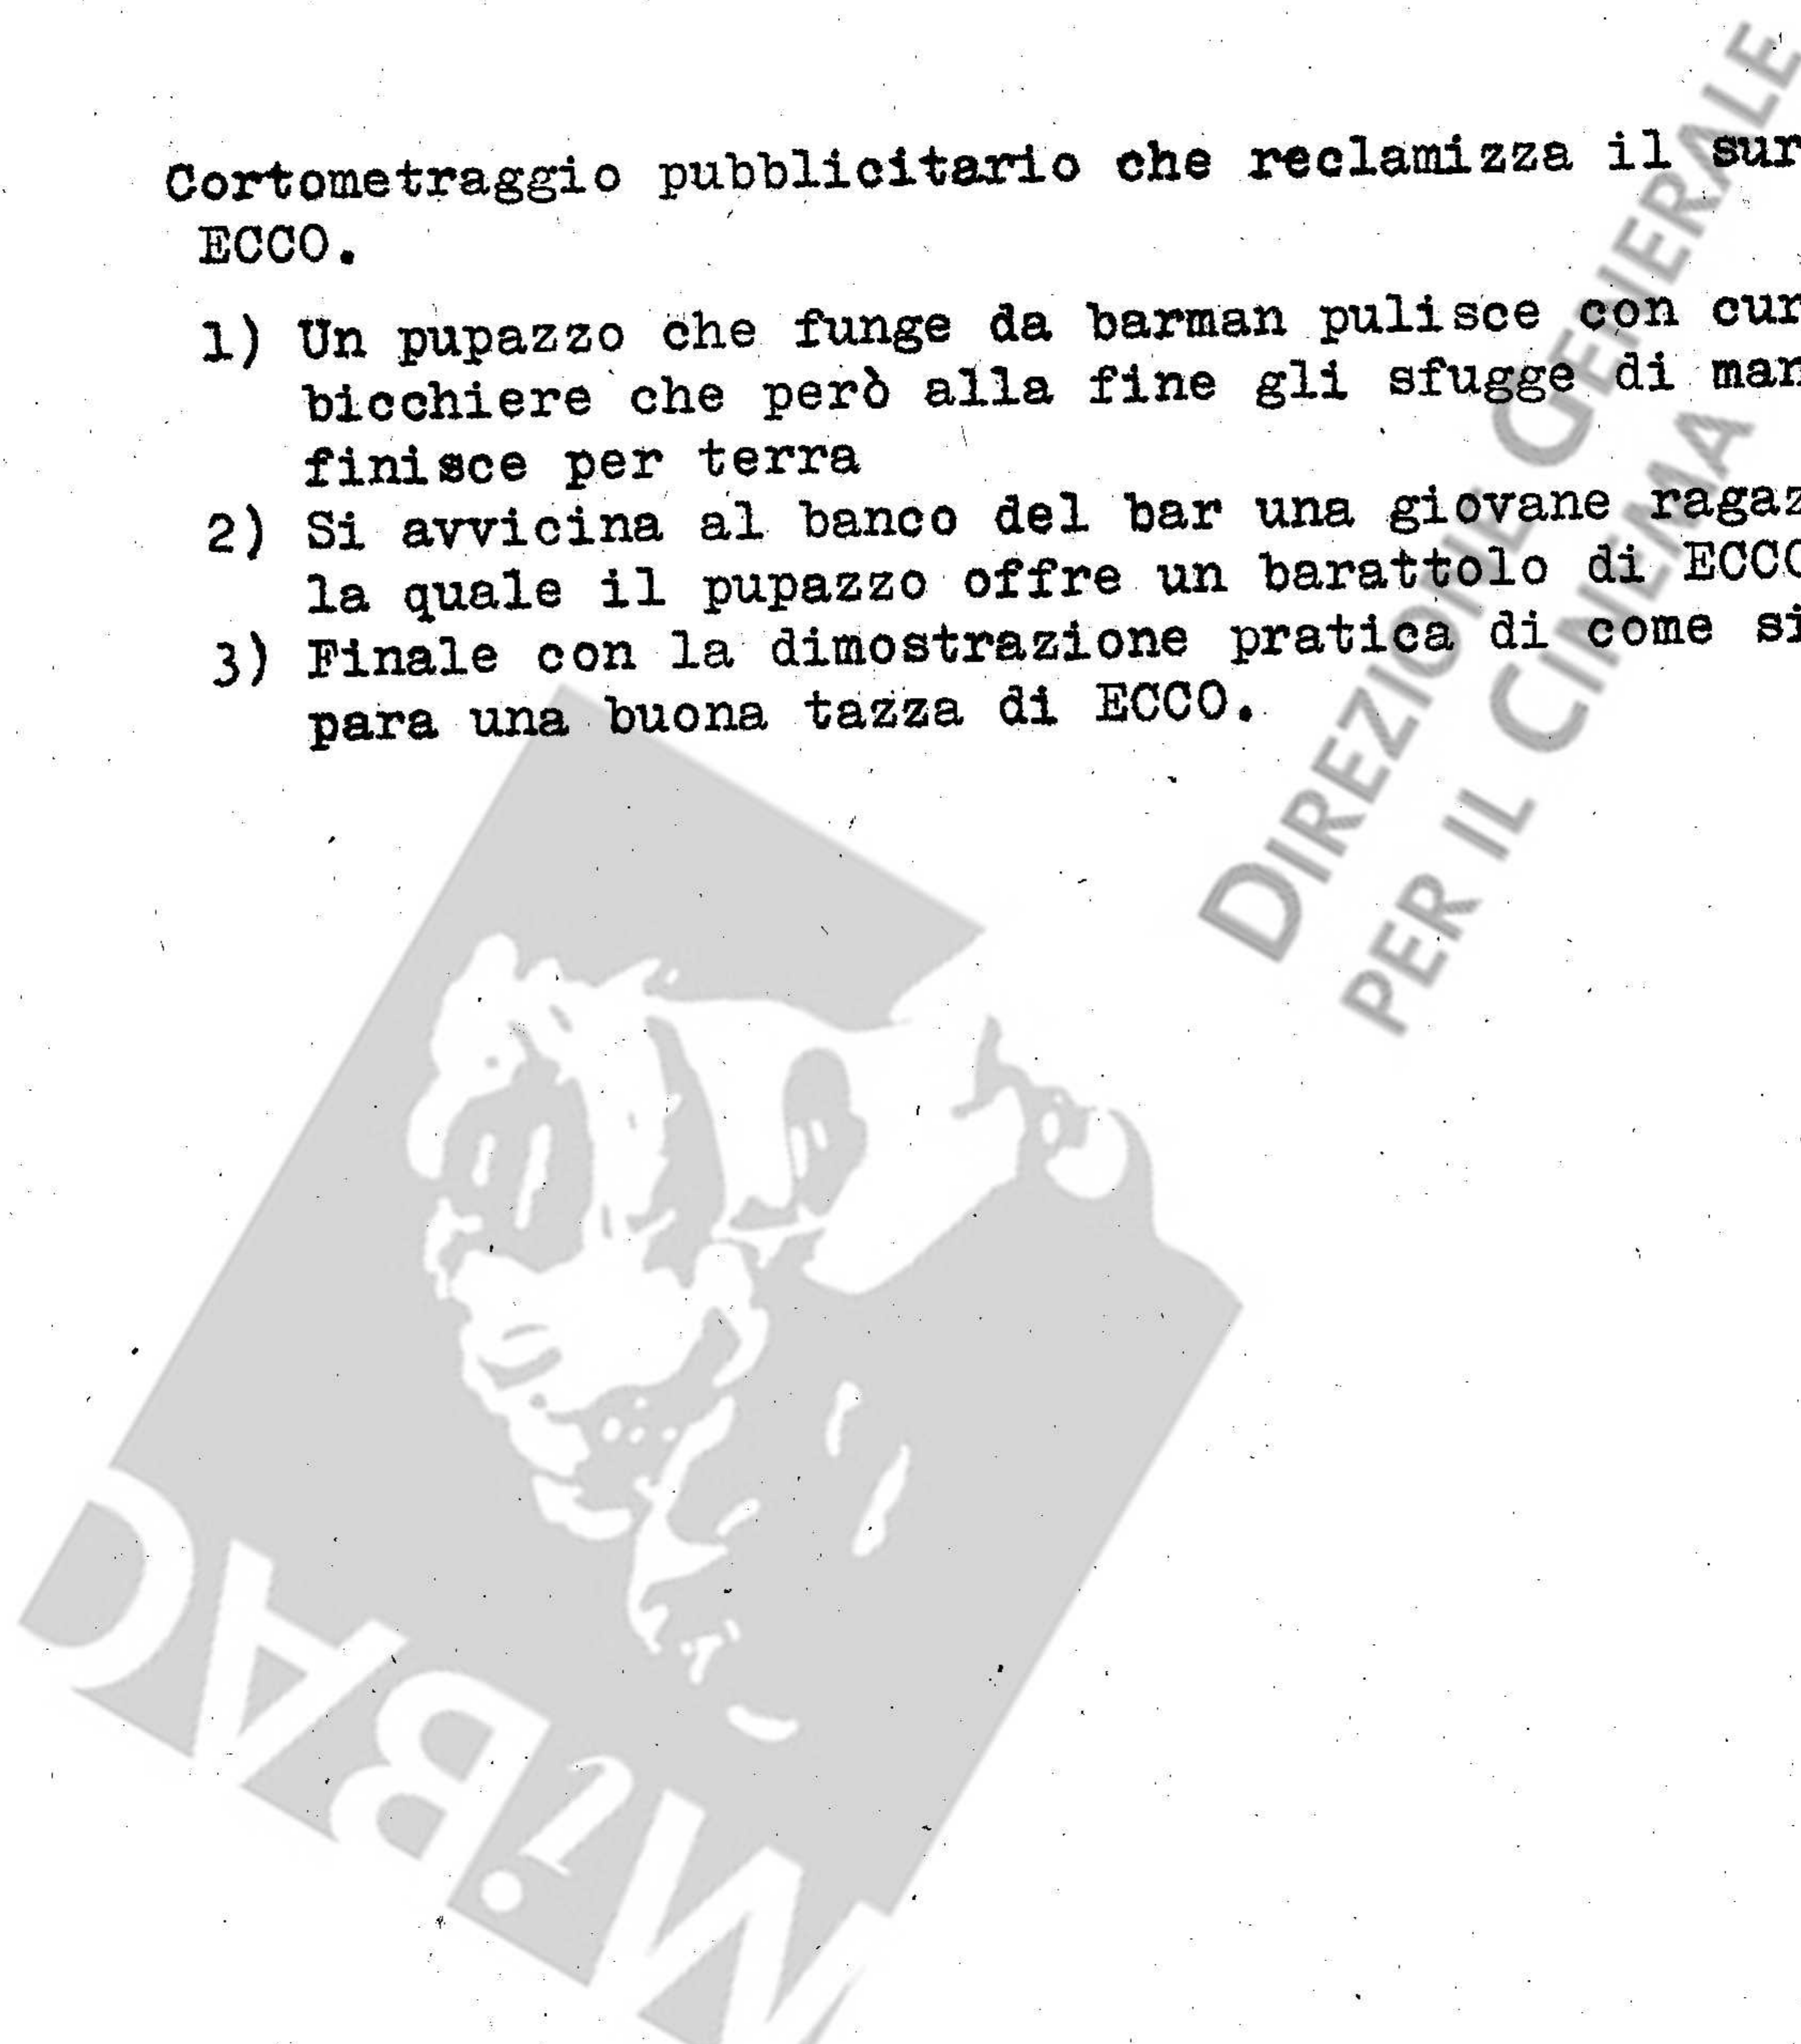 Cortometraggio pubblicitario che reclamizza il sur
ECCO.
1) Un pupazzo che funge da barman pulisce con cur
bicchiere che però alla fine gli sfugge di man
finisce per terra
2) Si avvicina al banco del bar una giovane ragaz
la quale il pupazzo offre un barattolo di ECCO
3) Finale con la dimostrazione pratica di come si
para una buona tazza di ECCO.
DIREZIONE GENERALE
PER IL CINEMA
MiBAC